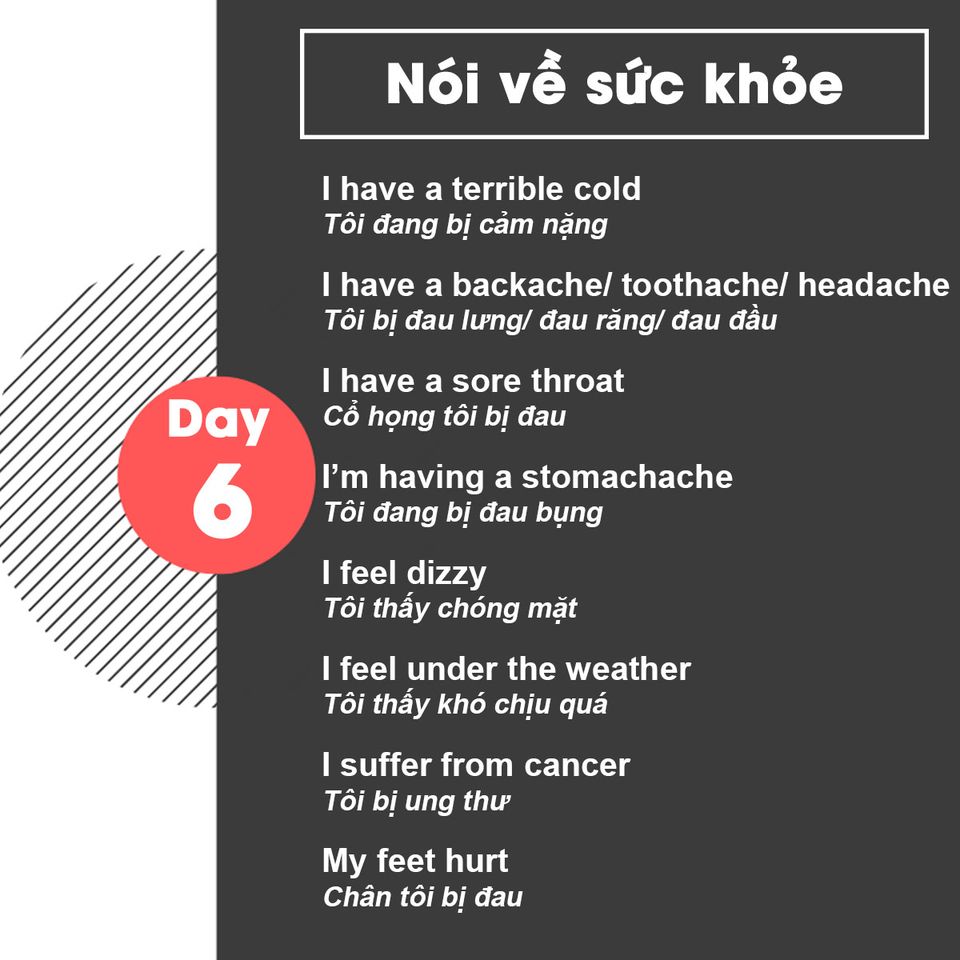 Nói về sức khỏe
I have a terrible cold
Tôi đang bị cảm nặng
I have a backache/ toothache/ headache
Tôi bị đau lưng/ đau răng/ đau đầu
I have a sore throat
Cổ họng tôi bị đau
Day
6
I’m having a stomachache
Tôi đang bị đau bụng
I feel dizzy
Tôi thấy chóng mặt
I feel under the weather
Tôi thấy khó chịu quá
I suffer from cancer
Tôi bị ung thư
My feet hurt
Chân tôi bị đau